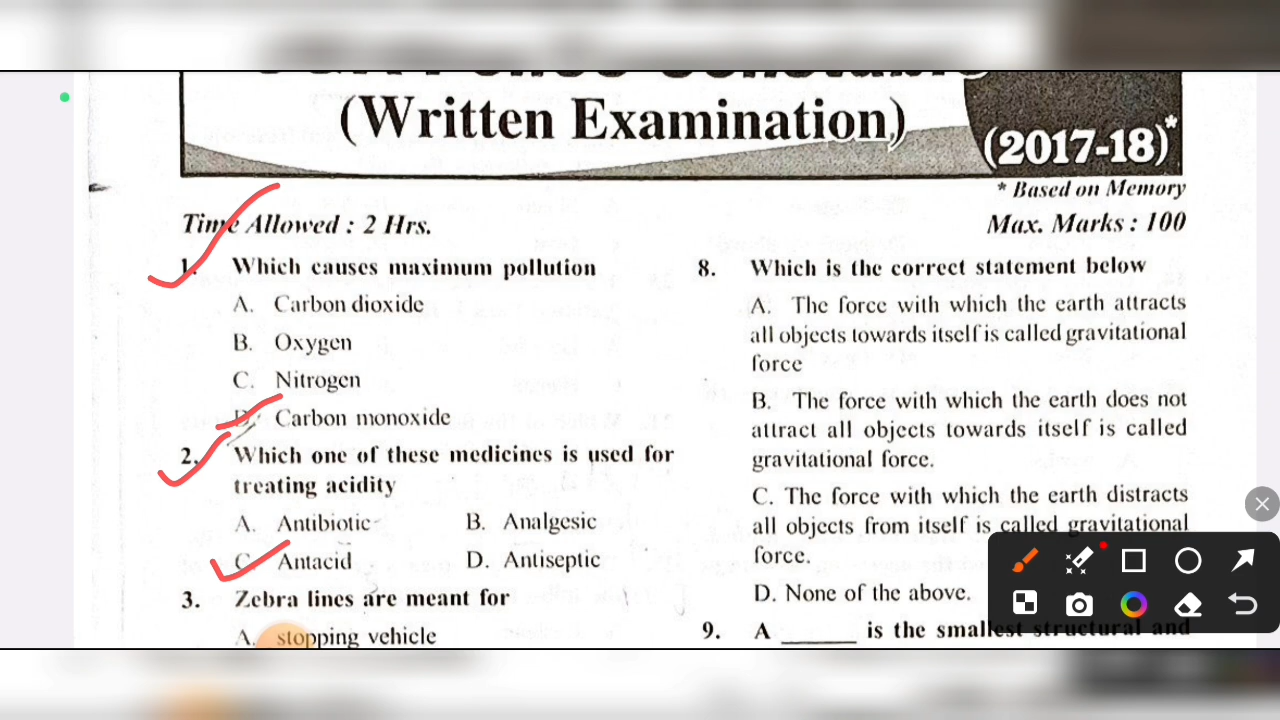 (Written Examination)
(2017-18)*
* Based on Memory
Time Allowed : 2 Hrs.
Max. Marks : 100
1. Which causes maximum pollution
A. Carbon dioxide
B. Oxygen
C. Nitrogen
D. Carbon monoxide
2. Which one of these medicines is used for
treating acidity
A. Antibiotic
B. Analgesic
C. Antacid
D. Antiseptic
3. Zebra lines are meant for
A. stopping vehicle
8. Which is the correct statement below
A. The force with which the earth attracts
all objects towards itself is called gravitational
force
B. The force with which the earth does not
attract all objects towards itself is called
gravitational force.
C. The force with which the earth distracts
all objects from itself is called gravitational
force.
D. None of the above.
9. A ______ is the smallest structural and